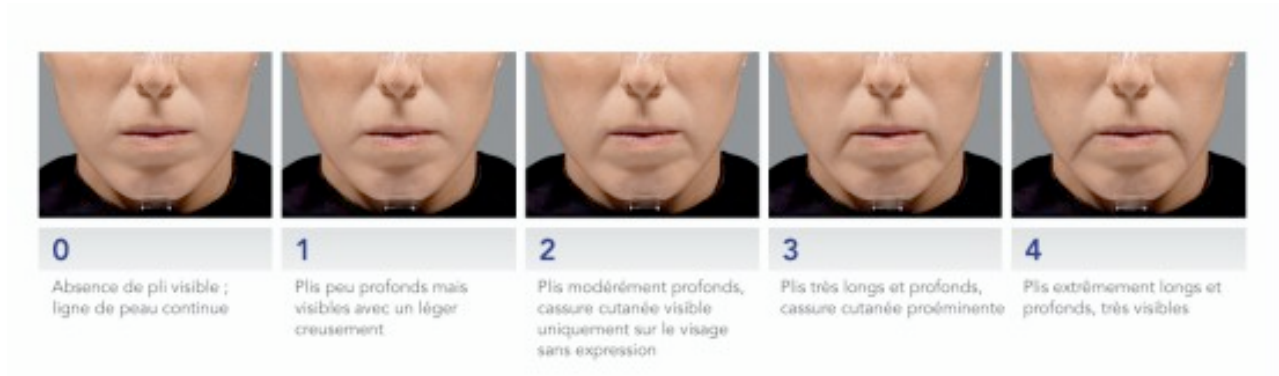 0
Absence de pli visible ;
ligne de peau continue
1
Plis peu profonds mais
visibles avec un léger
creusement
2
Plis modérément profonds,
cassure cutanée visible
uniquement sur le visage
sans expression
3
Plis très longs et profonds,
cassure cutanée proéminente
4
Plis extrêmement longs et
profonds, très visibles